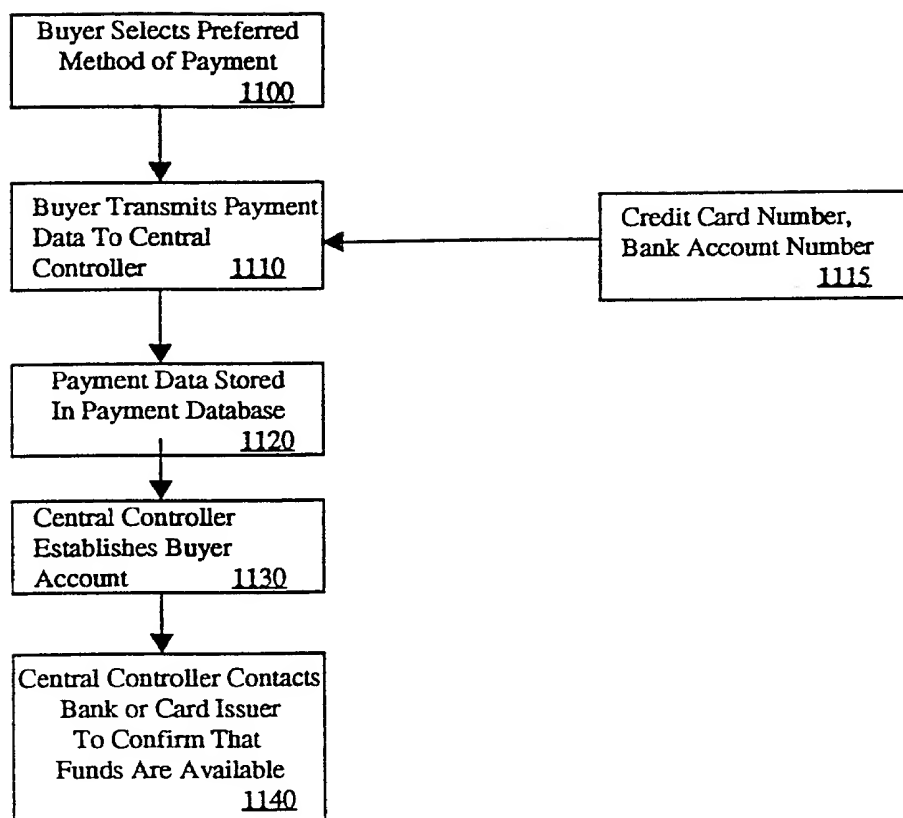 Buyer Selects Preferred
Method of Payment
1100
Buyer Transmits Payment
Data To Central
Controller 1110
Credit Card Number,
Bank Account Number
1115
Payment Data Stored
In Payment Database
1120
Central Controller
Establishes Buyer
Account 1130
Central Controller Contacts
Bank or Card Issuer
To Confirm That
Funds Are Available
1140